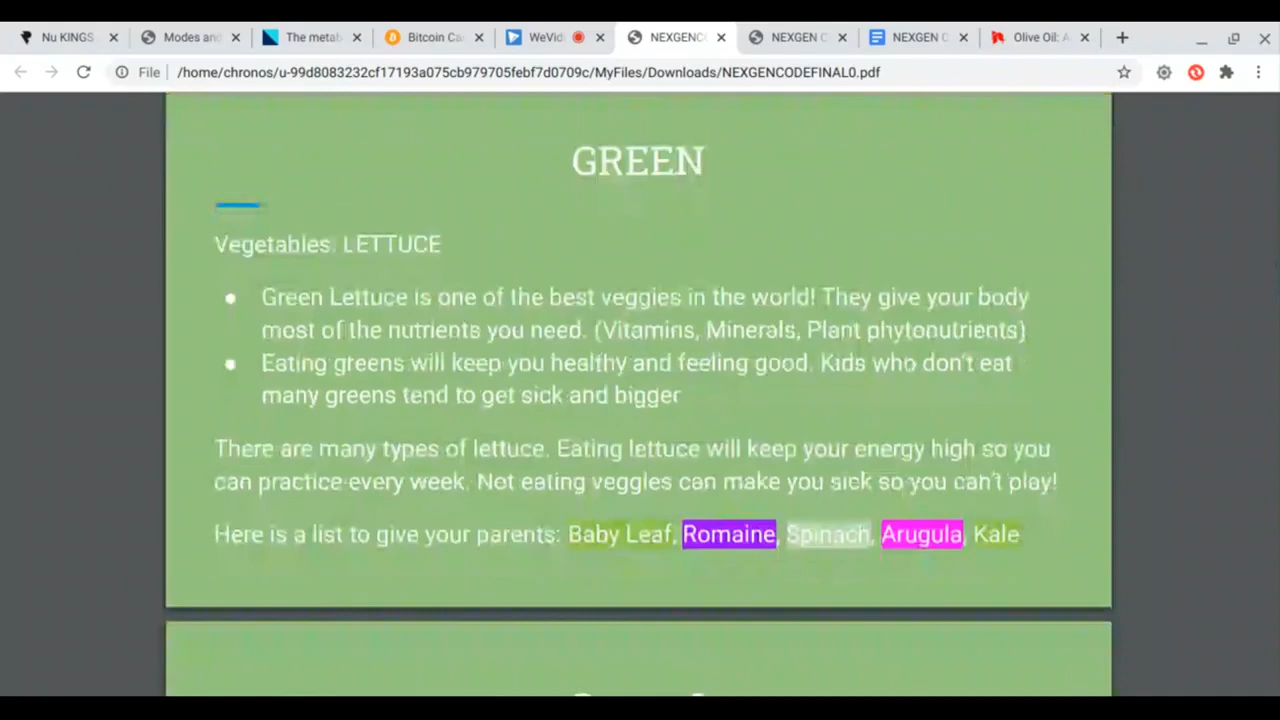 Nu KINGS
Modes and
The metab
Bitcoin Ca
WeVid
NEXGENC
NEXGEN C
NEXGEN C
Olive Oil: A
File
/home/chronos/u-99d8083232cf17193a075cb979705febf7d0709c/MyFiles/Downloads/NEXGENCODEFINAL0.pdf
GREEN
Vegetables: LETTUCE
● Green Lettuce is one of the best veggies in the world! They give your body
most of the nutrients you need. (Vitamins, Minerals, Plant phytonutrients)
● Eating greens will keep you healthy and feeling good. Kids who don't eat
many greens tend to get sick and bigger
There are many types of lettuce. Eating lettuce will keep your energy high so you
can practice every week. Not eating veggies can make you sick so you can't play!
Here is a list to give your parents: Baby Leaf, Romaine, Spinach, Arugula, Kale